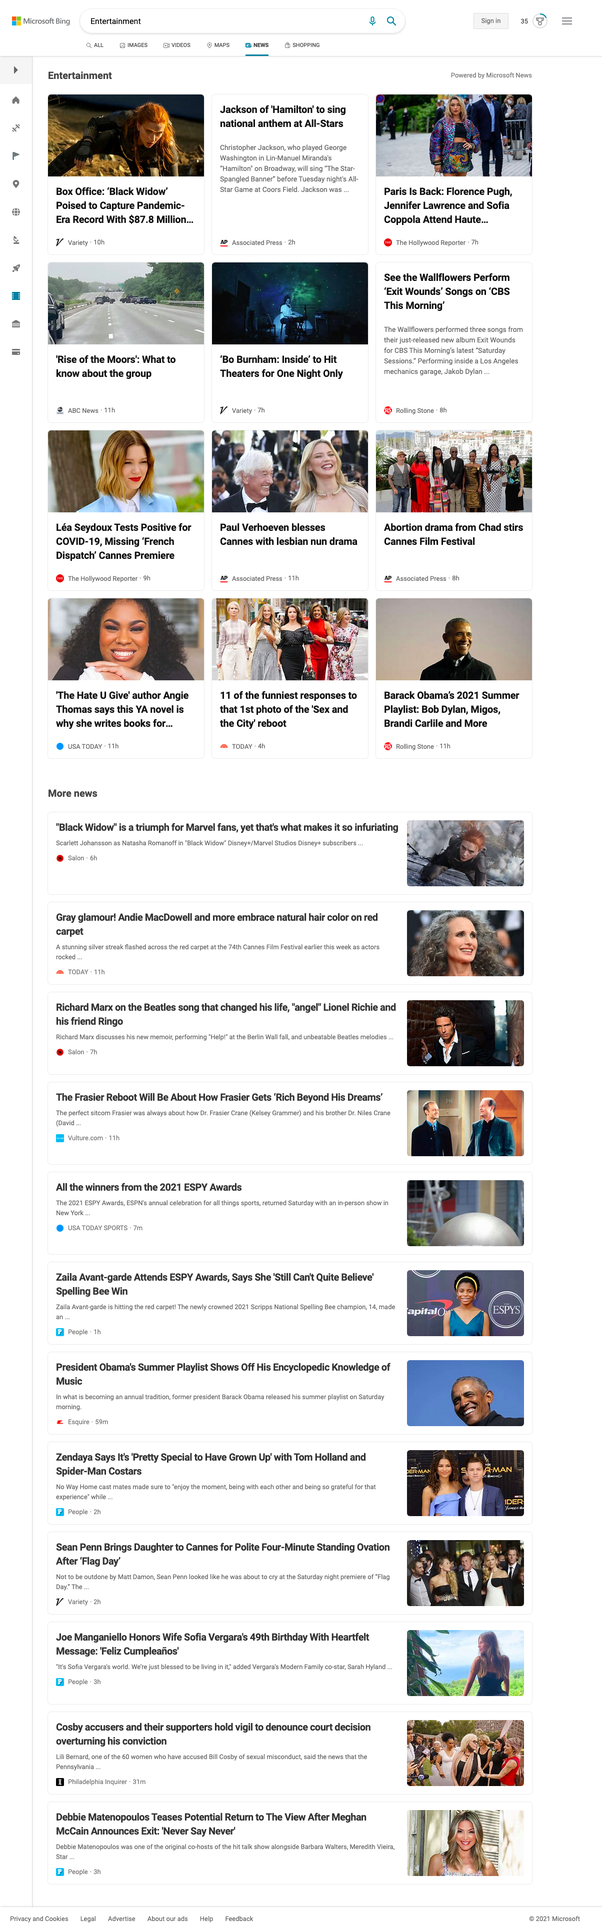 Microsoft Bing
Entertainment
Sign in
35
ALL
IMAGES
VIDEOS
MAPS
NEWS
SHOPPING
Entertainment
Powered by Microsoft News
Box Office: ‘Black Widow’
Poised to Capture Pandemic-
Era Record With $87.8 Million...
Variety · 10h
Jackson of 'Hamilton' to sing
national anthem at All-Stars
Christopher Jackson, who played George
Washington in Lin-Manuel Miranda's
"Hamilton" on Broadway, will sing "The Star-
Spangled Banner" before Tuesday night's All-
Star Game at Coors Field. Jackson was ...
AP Associated Press · 2h
Paris Is Back: Florence Pugh,
Jennifer Lawrence and Sofia
Coppola Attend Haute...
The Hollywood Reporter · 7h
'Rise of the Moors': What to
know about the group
ABC News · 11h
‘Bo Burnham: Inside’ to Hit
Theaters for One Night Only
Variety · 7h
See the Wallflowers Perform
‘Exit Wounds’ Songs on ‘CBS
This Morning’
The Wallflowers performed three songs from
their just-released new album Exit Wounds
for CBS This Morning's latest "Saturday
Sessions." Performing inside a Los Angeles
mechanics garage, Jakob Dylan ...
Rolling Stone · 8h
Léa Seydoux Tests Positive for
COVID-19, Missing ‘French
Dispatch’ Cannes Premiere
The Hollywood Reporter · 9h
Paul Verhoeven blesses
Cannes with lesbian nun drama
AP Associated Press · 11h
Abortion drama from Chad stirs
Cannes Film Festival
AP Associated Press · 8h
'The Hate U Give' author Angie
Thomas says this YA novel is
why she writes books for...
USA TODAY · 11h
11 of the funniest responses to
that 1st photo of the 'Sex and
the City' reboot
TODAY · 4h
Barack Obama’s 2021 Summer
Playlist: Bob Dylan, Migos,
Brandi Carlile and More
Rolling Stone · 11h
More news
"Black Widow" is a triumph for Marvel fans, yet that's what makes it so infuriating
Scarlett Johansson as Natasha Romanoff in "Black Widow" Disney+/Marvel Studios Disney+ subscribers ...
Salon · 6h
Gray glamour! Andie MacDowell and more embrace natural hair color on red
carpet
A stunning silver streak flashed across the red carpet at the 74th Cannes Film Festival earlier this week as actors
rocked ...
TODAY · 11h
Richard Marx on the Beatles song that changed his life, "angel" Lionel Richie and
his friend Ringo
Richard Marx discusses his new memoir, performing "Help!" at the Berlin Wall fall, and unbeatable Beatles melodies ...
Salon · 7h
The Frasier Reboot Will Be About How Frasier Gets ‘Rich Beyond His Dreams’
The perfect sitcom Frasier was always about how Dr. Frasier Crane (Kelsey Grammer) and his brother Dr. Niles Crane
(David ...
Vulture.com · 11h
All the winners from the 2021 ESPY Awards
The 2021 ESPY Awards, ESPN's annual celebration for all things sports, returned Saturday with an in-person show in
New York ...
USA TODAY SPORTS · 7m
Zaila Avant-garde Attends ESPY Awards, Says She 'Still Can't Quite Believe'
Spelling Bee Win
Zaila Avant-garde is hitting the red carpet! The newly crowned 2021 Scripps National Spelling Bee champion, 14, made
an ...
People · 1h
apitalO
ESPYS
President Obama's Summer Playlist Shows Off His Encyclopedic Knowledge of
Music
In what is becoming an annual tradition, former president Barack Obama released his summer playlist on Saturday
morning.
Esquire · 59m
Zendaya Says It's 'Pretty Special to Have Grown Up' with Tom Holland and
Spider-Man Costars
No Way Home cast mates made sure to "enjoy the moment, being with each other and being so grateful for that
experience" while ...
People · 2h
Sean Penn Brings Daughter to Cannes for Polite Four-Minute Standing Ovation
After ‘Flag Day’
Not to be outdone by Matt Damon, Sean Penn looked like he was about to cry at the Saturday night premiere of “Flag
Day.” The ...
Variety · 2h
Joe Manganiello Honors Wife Sofia Vergara's 49th Birthday With Heartfelt
Message: 'Feliz Cumpleaños'
"It's Sofia Vergara's world. We're just blessed to be living in it," added Vergara's Modern Family co-star, Sarah Hyland ...
People · 3h
Cosby accusers and their supporters hold vigil to denounce court decision
overturning his conviction
Lili Bernard, one of the 60 women who have accused Bill Cosby of sexual misconduct, said the news that the
Pennsylvania ...
Philadelphia Inquirer · 31m
Debbie Matenopoulos Teases Potential Return to The View After Meghan
McCain Announces Exit: 'Never Say Never'
Debbie Matenopoulos was one of the original co-hosts of the hit talk show alongside Barbara Walters, Meredith Vieira,
Star ...
People · 3h
Privacy and Cookies
Legal
Advertise
About our ads
Help
Feedback
© 2021 Microsoft